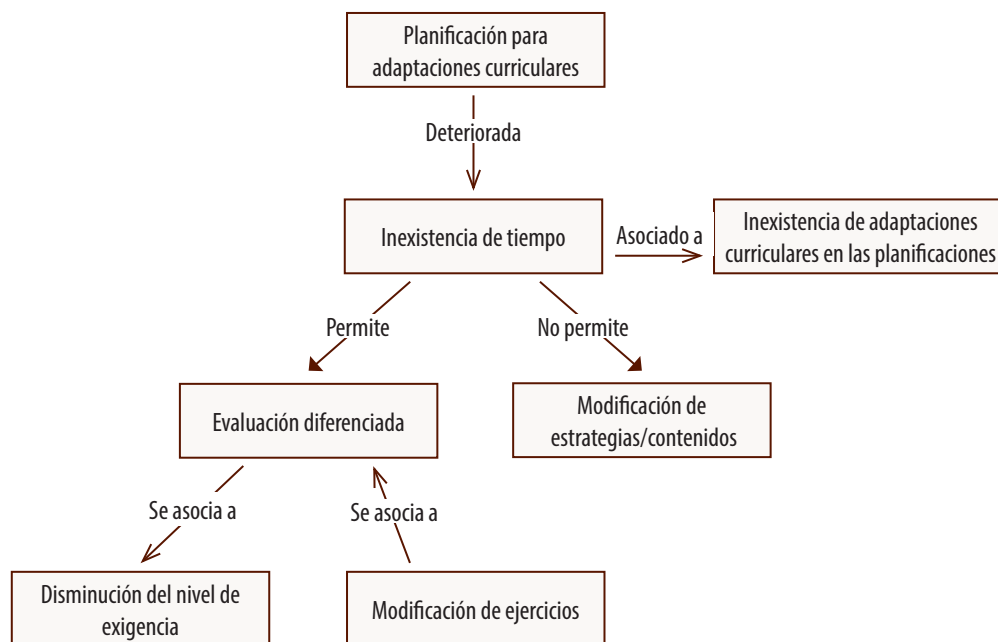 Planificación para
adaptaciones curriculares
Deteriorada
Inexistencia de tiempo
Asociado a
Inexistencia de adaptaciones
curriculares en las planificaciones
Permite
No permite
Evaluación diferenciada
Modificación de
estrategias/contenidos
Se asocia a
Se asocia a
Disminución del nivel de
exigencia
Modificación de ejercicios